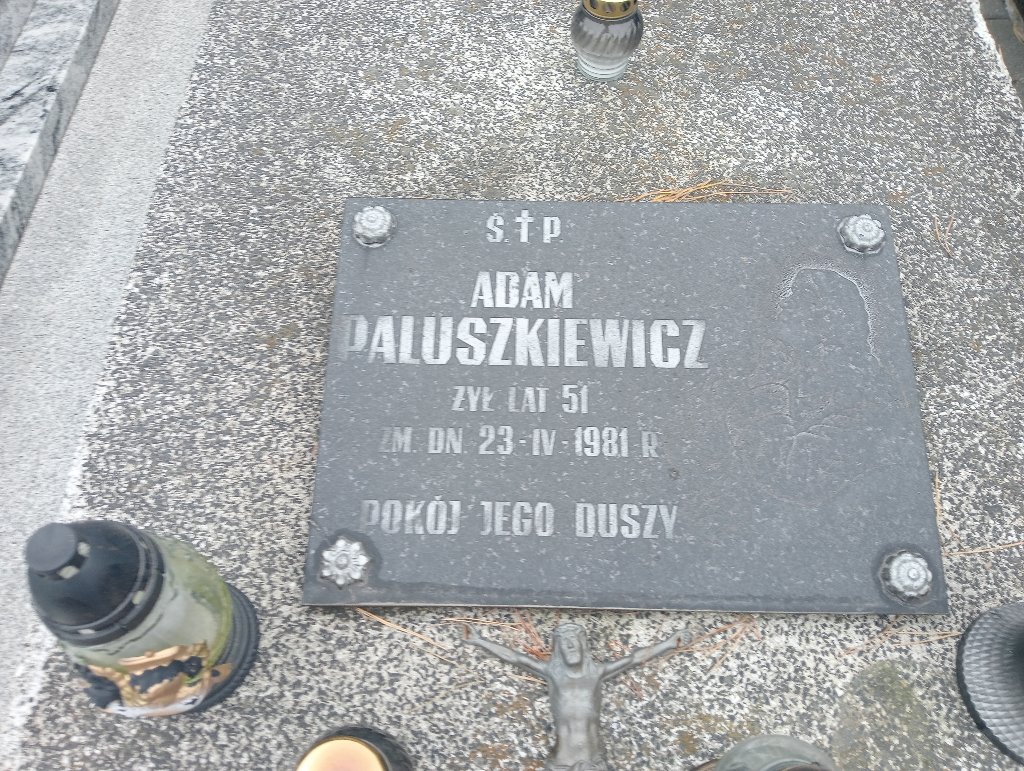 Ś. † P.
ADAM
PALUSZKIEWICZ
ŻYŁ LAT 51
ZM. DN. 23-IV-1981 R.
POKÓJ JEGO DUSZY